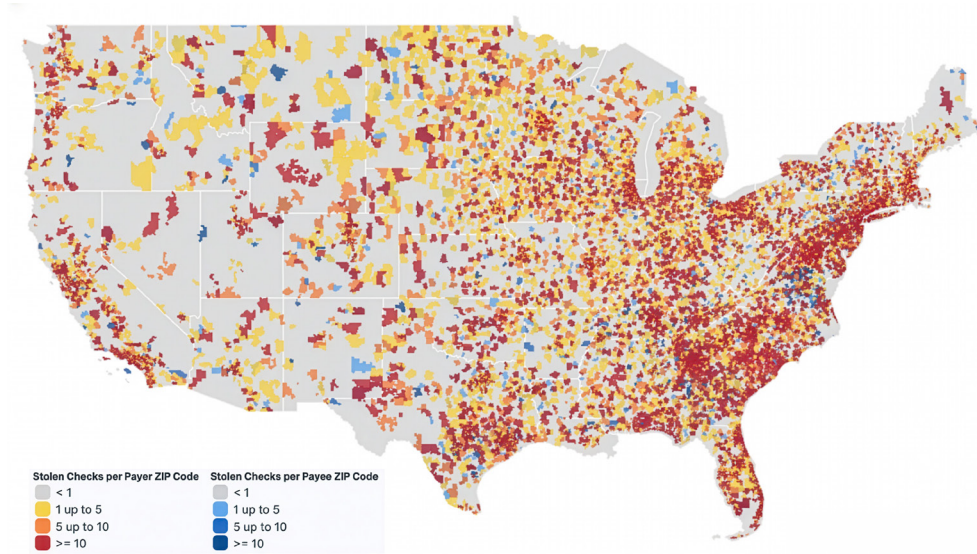 Stolen Checks per Payer ZIP Code
< 1
1 up to 5
5 up to 10
>= 10
Stolen Checks per Payee ZIP Code
< 1
1 up to 5
5 up to 10
>= 10